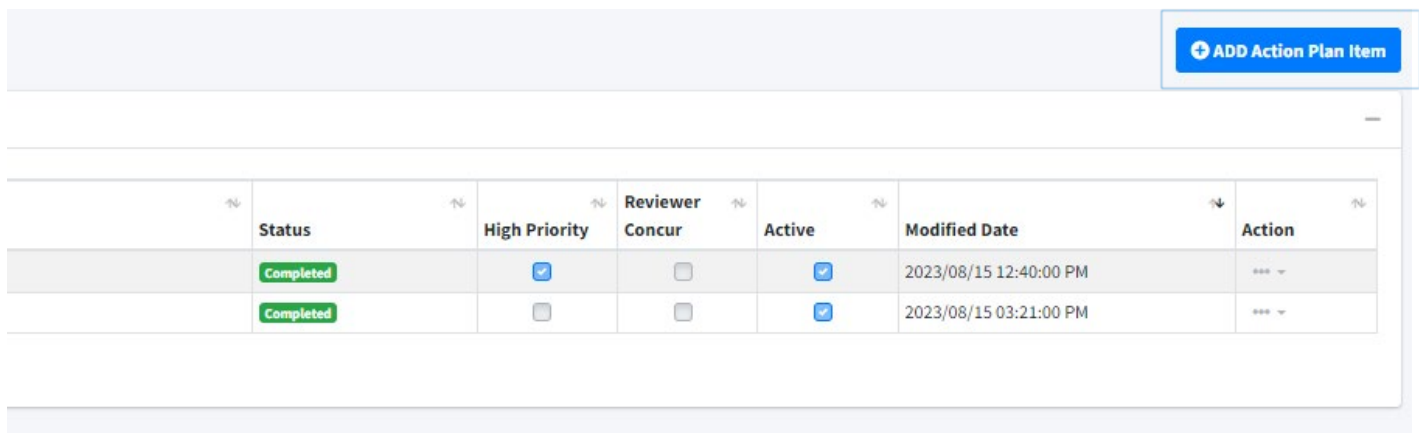 ADD Action Plan Item
Reviewer
Status High Priority Concur Active Modified Date Action
Completed 2023/08/15 12:40:00 PM
Completed 2023/08/15 03:21:00 PM